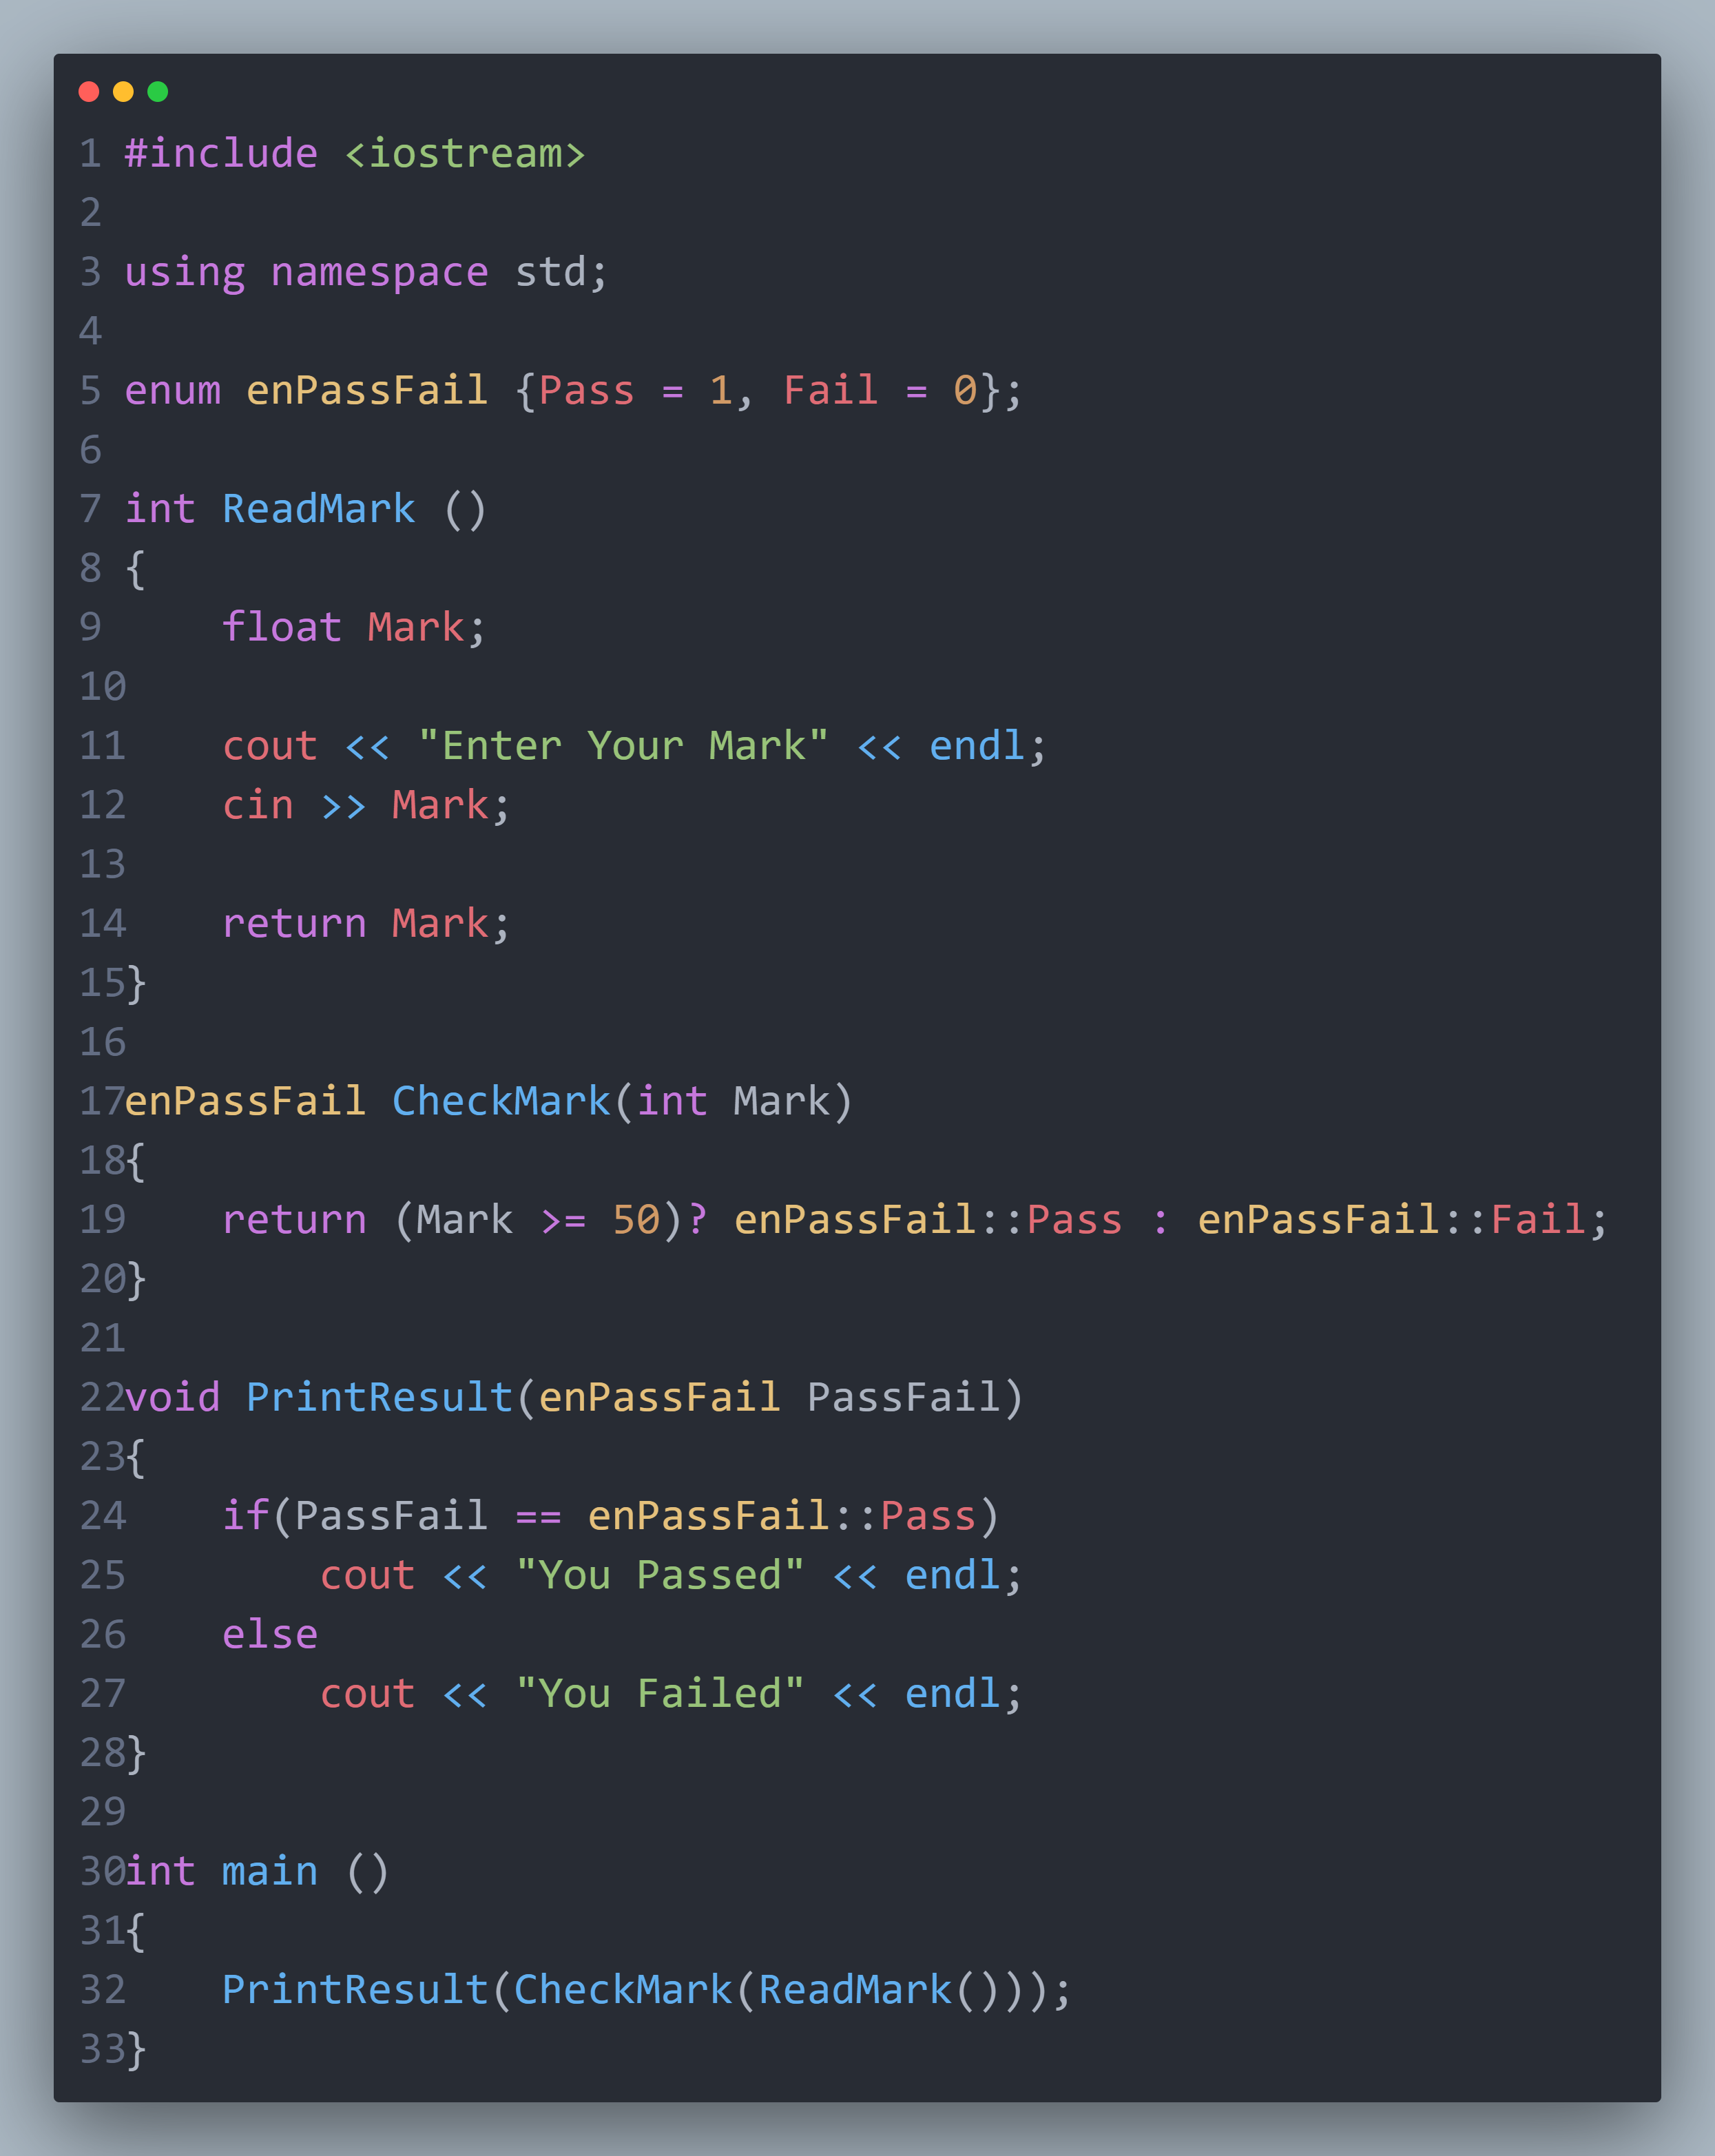 1 #include <iostream>
2
3 using namespace std;
4
5 enum enPassFail {Pass = 1, Fail = 0};
6
7 int ReadMark ()
8 {
9     float Mark;
10
11    cout << "Enter Your Mark" << endl;
12    cin >> Mark;
13
14    return Mark;
15}
16
17enPassFail CheckMark(int Mark)
18{
19    return (Mark >= 50)? enPassFail::Pass : enPassFail::Fail;
20}
21
22void PrintResult(enPassFail PassFail)
23{
24    if(PassFail == enPassFail::Pass)
25        cout << "You Passed" << endl;
26    else
27        cout << "You Failed" << endl;
28}
29
30int main ()
31{
32    PrintResult(CheckMark(ReadMark()));
33}